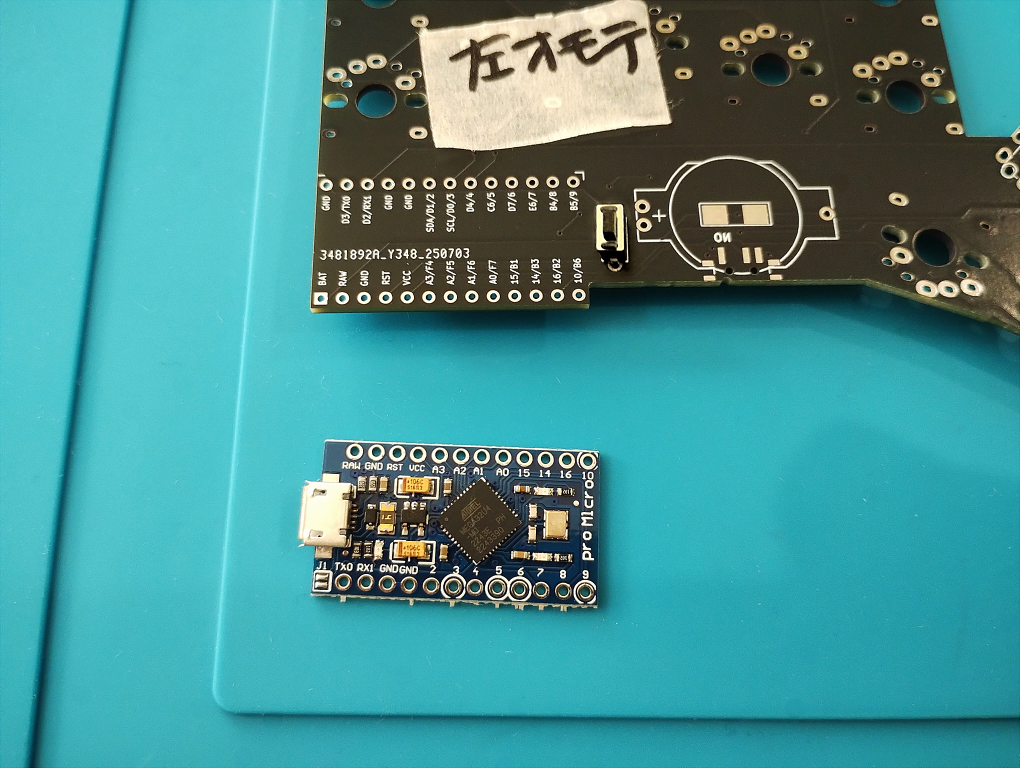 左オモテ
GND D3/TX0 D2/RX1 GND GND SDA/D1/2 SCL/D0/3 D4/4 C6/5 D7/6 E6/7 B4/8 B5/9
+
NO
3481892A_Y348_250703
BAT RAW GND RST VCC A3/F4 A2/F5 A1/F6 A0/F7 15/B1 14/B3 16/B2 10/B6
RAW GND RST VCC A3 A2 A1 A0 15 14 16 10
Pro Micro
J1 TX0 RX1 GND GND 2 3 4 5 6 7 8 9